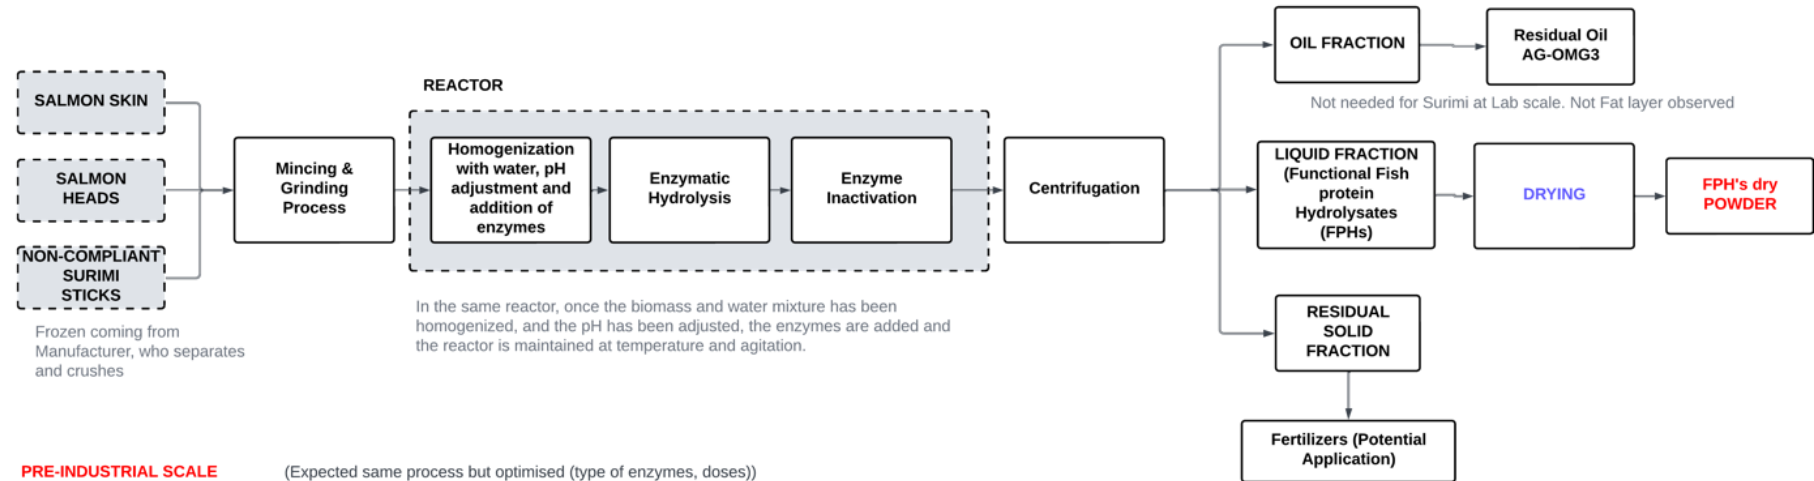 SALMON SKIN
SALMON
HEADS
NON-COMPLIANT
SURIMI
STICKS
Frozen coming from
Manufacturer, who separates
and crushes
Mincing &
Grinding
Process
REACTOR
Homogenization
with water, pH
adjustment and
addition of
enzymes
Enzymatic
Hydrolysis
Enzyme
Inactivation
In the same reactor, once the biomass and water mixture has been
homogenized, and the pH has been adjusted, the enzymes are added and
the reactor is maintained at temperature and agitation.
Centrifugation
OIL FRACTION
Residual Oil
AG-OMG3
Not needed for Surimi at Lab scale. Not Fat layer observed
LIQUID FRACTION
(Functional Fish
protein
Hydrolysates
(FPHs)
DRYING
FPH's dry
POWDER
RESIDUAL
SOLID
FRACTION
Fertilizers (Potential
Application)
PRE-INDUSTRIAL SCALE
(Expected same process but optimised (type of enzymes, doses))